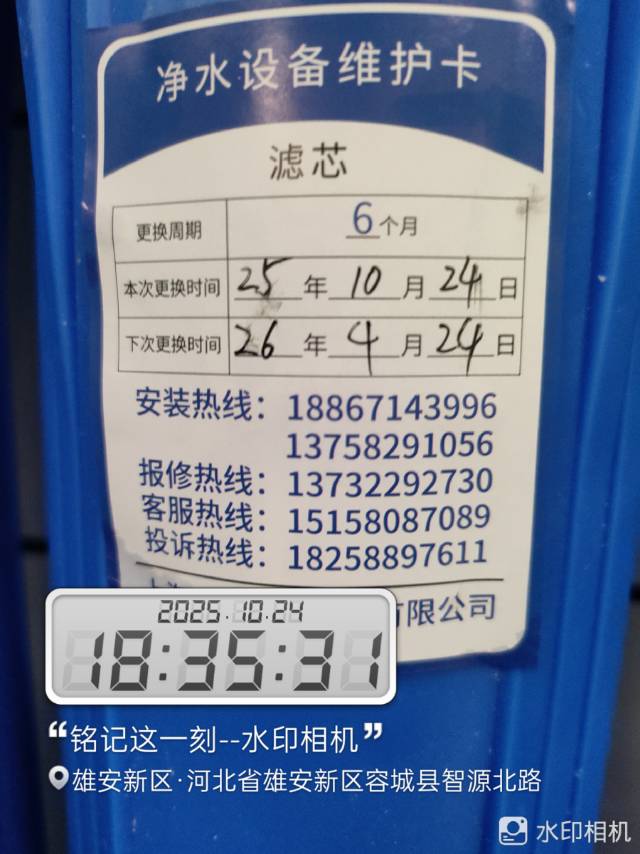 净水设备维护卡
滤芯
更换周期 6个月
本次更换时间 25年10月24日
下次更换时间 26年4月24日
安装热线：18867143996
13758291056
报修热线：13732292730
客服热线：15158087089
投诉热线：18258897611
有限公司
2025.10.24
18:35:31
“铭记这一刻--水印相机”
雄安新区·河北省雄安新区容城县智源北路
水印相机